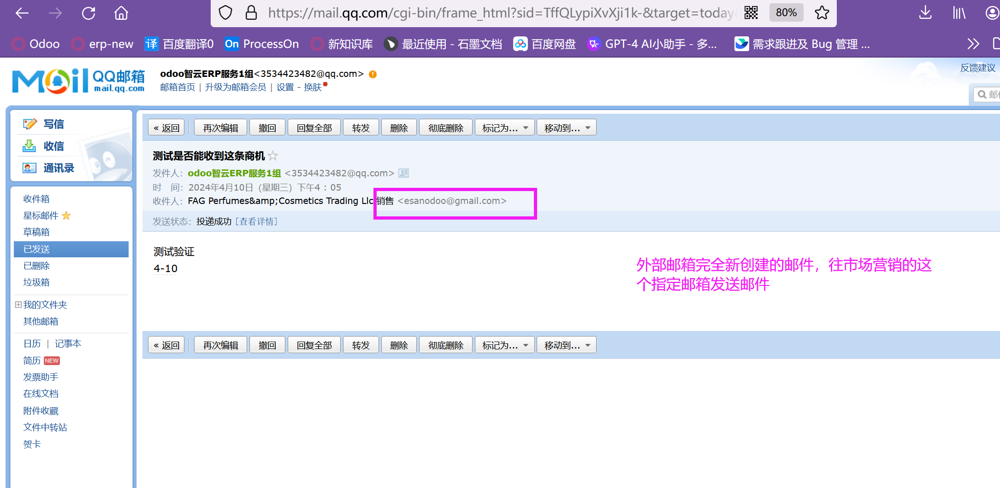 https://mail.qq.com/cgi-bin/frame_html?sid=TffQLypiXvXji1k-&target=today
80%
Odoo
erp-new
译 百度翻译0
On ProcessOn
新知识库
最近使用 - 石墨文档
百度网盘
GPT-4 AI小助手 - 多...
需求跟进及 Bug 管理 ...
Mail QQ邮箱
mail.qq.com
odoo智云ERP服务1组<3534423482@qq.com>
邮箱首页 | 升级为邮箱会员 | 设置 - 换肤
反馈建议
写信
收信
通讯录
收件箱
星标邮件
草稿箱
已发送
已删除
垃圾箱
我的文件夹
其他邮箱
日历 | 记事本
简历 NEW
发票助手
在线文档
附件收藏
文件中转站
贺卡
« 返回 再次编辑 撤回 回复全部 转发 删除 彻底删除 标记为... 移动到...
测试是否能收到这条商机
发件人：odoo智云ERP服务1组 <3534423482@qq.com>
时 间：2024年4月10日（星期三）下午4：05
收件人：FAG Perfumes&amp;Cosmetics Trading Llc 销售 <esanodoo@gmail.com>
发送状态：投递成功 [查看详情]
测试验证
4-10
外部邮箱完全新创建的邮件，往市场营销的这
个指定邮箱发送邮件
« 返回 再次编辑 撤回 回复全部 转发 删除 彻底删除 标记为... 移动到...